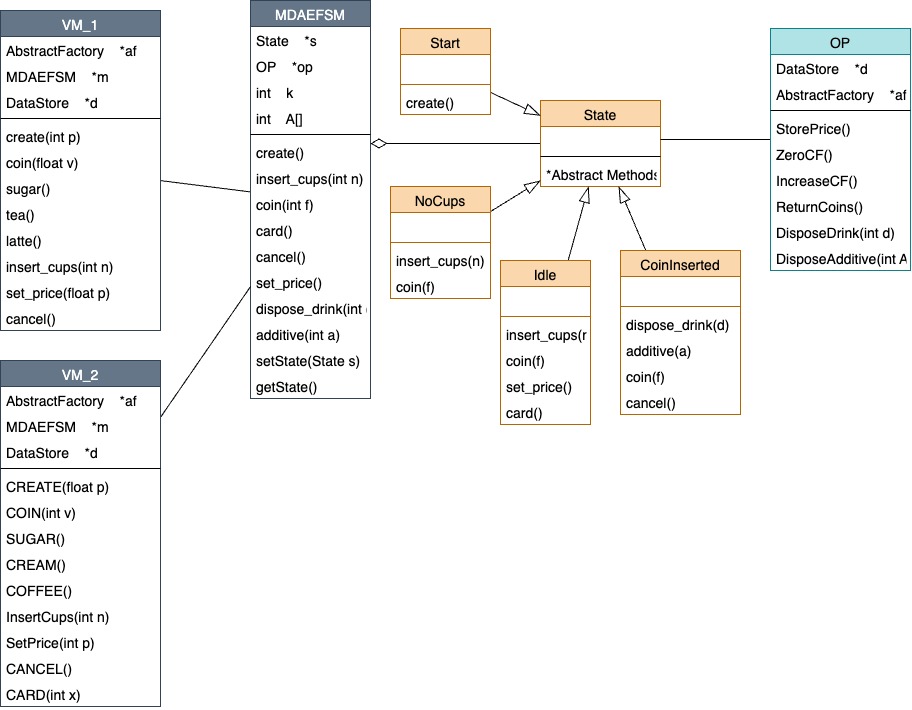 VM_1
AbstractFactory *af
MDAEFSM *m
DataStore *d
create(int p)
coin(float v)
sugar()
tea()
latte()
insert_cups(int n)
set_price(float p)
cancel()
VM_2
AbstractFactory *af
MDAEFSM *m
DataStore *d
CREATE(float p)
COIN(int v)
SUGAR()
CREAM()
COFFEE()
InsertCups(int n)
SetPrice(int p)
CANCEL()
CARD(int x)
MDAEFSM
State *s
OP *op
int k
int A[]
create()
insert_cups(int n)
coin(int f)
card()
cancel()
set_price()
dispose_drink(int
additive(int a)
setState(State s)
getState()
Start
create()
State
*Abstract Methods
NoCups
insert_cups(n)
coin(f)
Idle
insert_cups(
coin(f)
set_price()
card()
CoinInserted
dispose_drink(d)
additive(a)
coin(f)
cancel()
OP
DataStore *d
AbstractFactory *af
StorePrice()
ZeroCF()
IncreaseCF()
ReturnCoins()
DisposeDrink(int d)
DisposeAdditive(int A